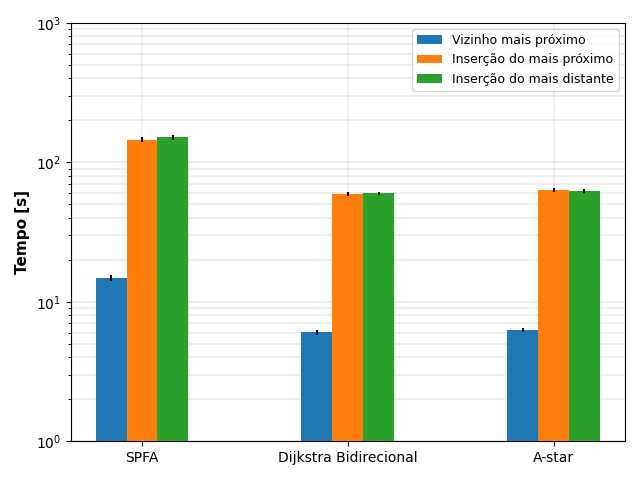 Vizinho mais próximo
Inserção do mais próximo
Inserção do mais distante
Tempo [s]
10³
10²
10¹
10⁰
SPFA
Dijkstra Bidirecional
A-star